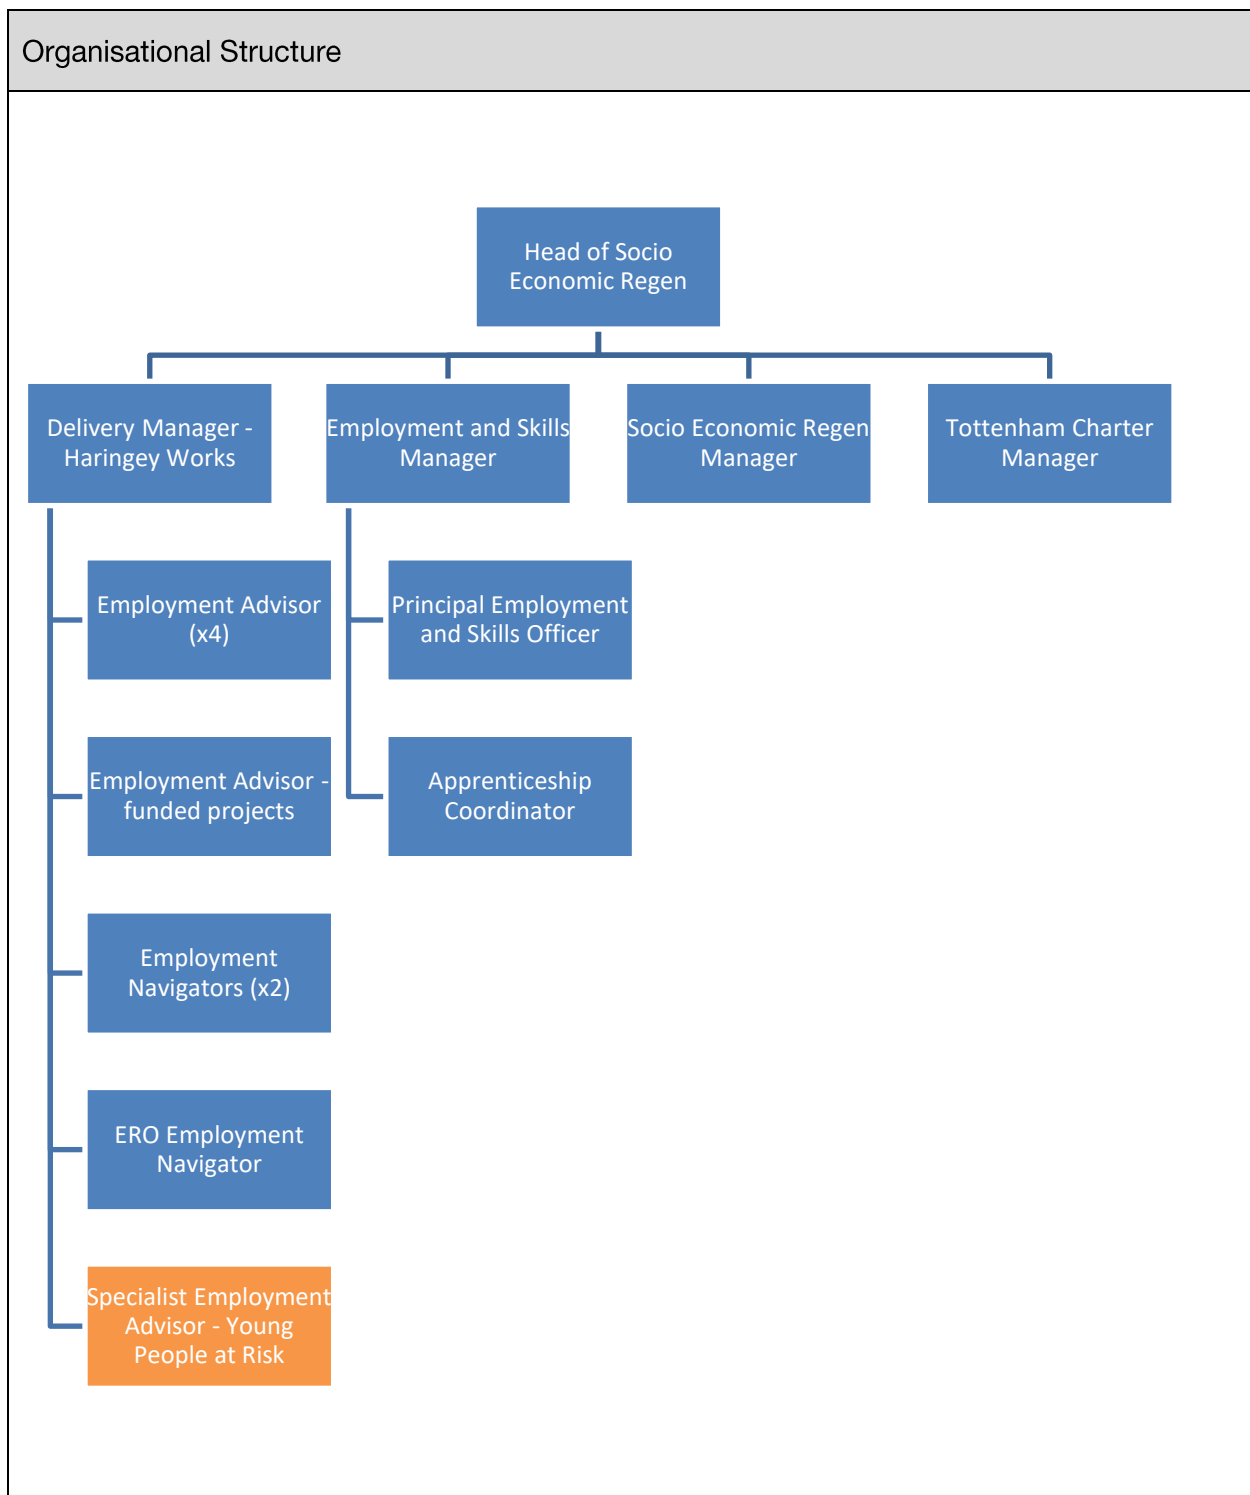 Organisational Structure
Head of Socio
Economic Regen
Delivery Manager -
Haringey Works
Employment and Skills
Manager
Socio Economic Regen
Manager
Tottenham Charter
Manager
Employment Advisor
(x4)
Principal Employment
and Skills Officer
Employment Advisor -
funded projects
Apprenticeship
Coordinator
Employment
Navigators (x2)
ERO Employment
Navigator
Specialist Employment
Advisor - Young
People at Risk